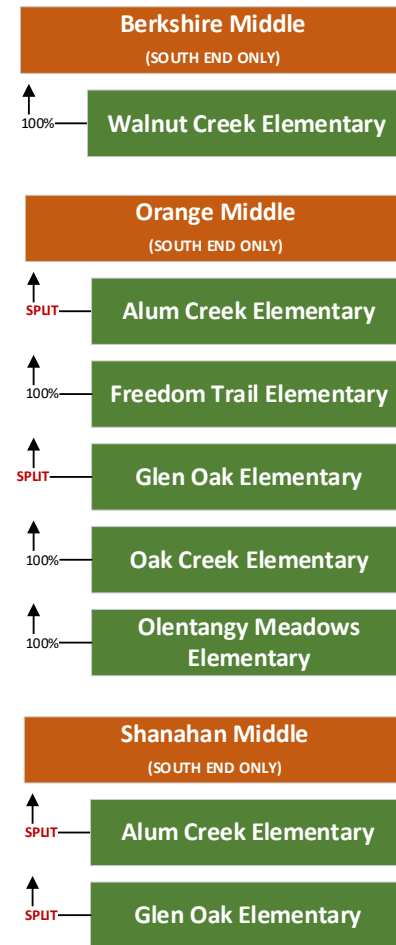 Berkshire Middle
(SOUTH END ONLY)
100%
Walnut Creek Elementary
Orange Middle
(SOUTH END ONLY)
SPLIT
Alum Creek Elementary
100%
Freedom Trail Elementary
SPLIT
Glen Oak Elementary
100%
Oak Creek Elementary
100%
Olentangy Meadows
Elementary
Shanahan Middle
(SOUTH END ONLY)
SPLIT
Alum Creek Elementary
SPLIT
Glen Oak Elementary